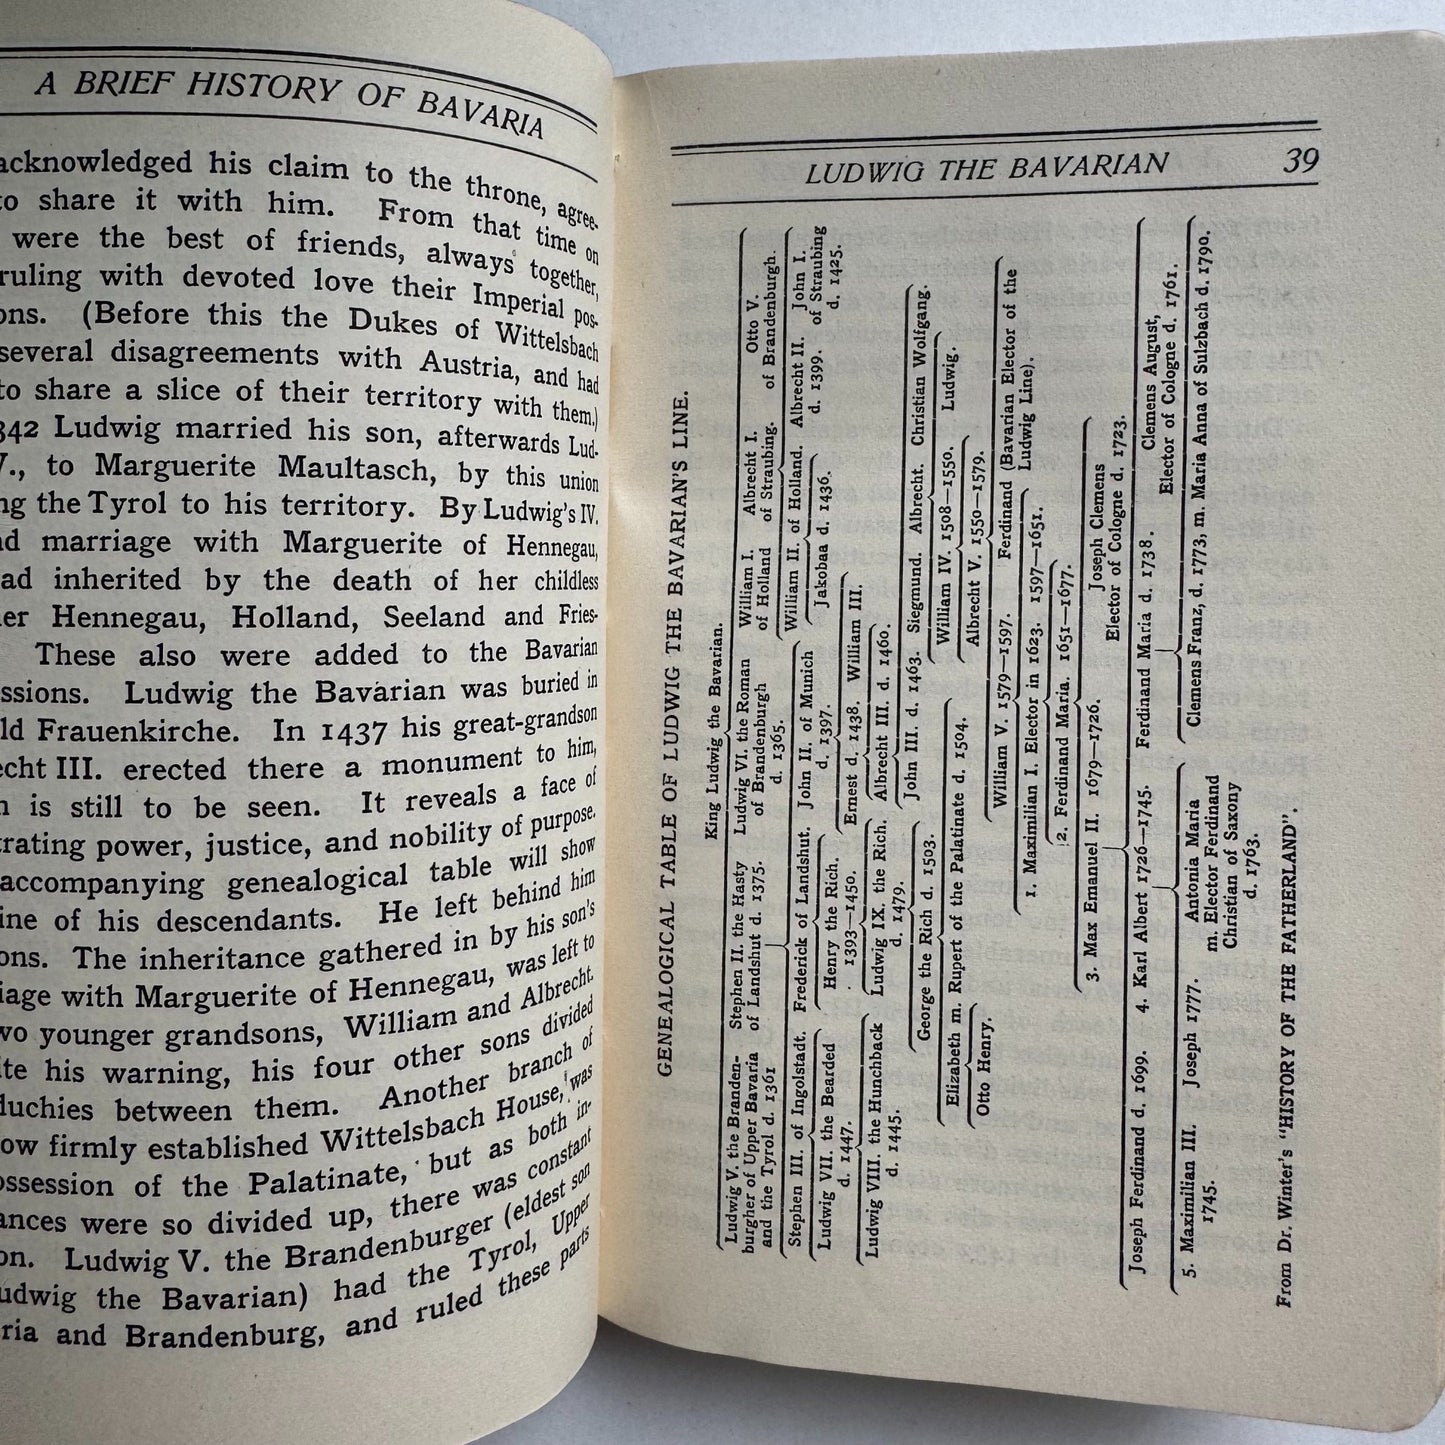 A BRIEF HISTORY OF BAVARIA
acknowledged his claim to the throne, agree-
to share it with him. From that time on
were the best of friends, always together,
ruling with devoted love their Imperial pos-
ons. (Before this the Dukes of Wittelsbach
several disagreements with Austria, and had
to share a slice of their territory with them.)
342 Ludwig married his son, afterwards Lud-
V., to Marguerite Maultasch, by this union
ng the Tyrol to his territory. By Ludwig's IV.
nd marriage with Marguerite of Hennegau,
ad inherited by the death of her childless
er Hennegau, Holland, Seeland and Fries-
These also were added to the Bavarian
ssions. Ludwig the Bavarian was buried in
ld Frauenkirche. In 1437 his great-grandson
echt III. erected there a monument to him,
h is still to be seen. It reveals a face of
trating power, justice, and nobility of purpose.
accompanying genealogical table will show
ine of his descendants. He left behind him
ons. The inheritance gathered in by his son's
iage with Marguerite of Hennegau, was left to
wo younger grandsons, William and Albrecht.
ite his warning, his four other sons divided
duchies between them. Another branch of
ow firmly established Wittelsbach House, was
ossession of the Palatinate, but as both in-
ances were so divided up, there was constant
on. Ludwig V. the Brandenburger (eldest son
udwig the Bavarian) had the Tyrol, Upper
ria and Brandenburg, and ruled these parts
LUDWIG THE BAVARIAN 39
GENEALOGICAL TABLE OF LUDWIG THE BAVARIAN'S LINE.
King Ludwig the Bavarian.
Ludwig V. the Branden- Stephen II. the Hasty Ludwig VI. the Roman William I. Albrecht I. Otto V.
burgher of Upper Bavaria of Landshut d. 1375. of Brandenburgh of Holland of Straubing. of Brandenburgh.
and the Tyrol d. 1361 d. 1365.
Stephen III. of Ingolstadt. Frederick of Landshut. John II. of Munich William II. of Holland. Albrecht II. John I.
d. 1397. d. 1399. of Straubing
d. 1425.
Ludwig VII. the Bearded Henry the Rich. Jakobaa d. 1436.
d. 1447. 1393—1450. Ernest d. 1438. William III.
Ludwig VIII. the Hunchback Ludwig IX. the Rich. Albrecht III. d. 1460.
d. 1445. d. 1479.
John III. d. 1463. Siegmund. Albrecht. Christian Wolfgang.
George the Rich d. 1503.
William IV. 1508—1550. Ludwig.
Elizabeth m. Rupert of the Palatinate d. 1504.
Albrecht V. 1550—1579.
Otto Henry.
William V. 1579—1597. Ferdinand (Bavarian Elector of the
Ludwig Line).
1. Maximilian I. Elector in 1623. 1597—1651.
2. Ferdinand Maria. 1651—1677.
3. Max Emanuel II. 1679—1726. Joseph Clemens
Elector of Cologne d. 1723.
Joseph Ferdinand d. 1699. 4. Karl Albert 1726—1745. Ferdinand Maria d. 1738. Clemens August,
Elector of Cologne d. 1761.
5. Maximilian III. Joseph 1777. Antonia Maria Clemens Franz, d. 1773, m. Maria Anna of Sulzbach d. 1790.
1745. m. Elector Ferdinand
Christian of Saxony
d. 1763.
From Dr. Winter's "HISTORY OF THE FATHERLAND".